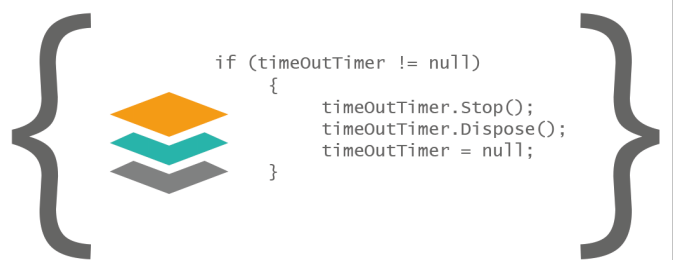 { }
if (timeOutTimer != null)
{
timeOutTimer.Stop();
timeOutTimer.Dispose();
timeOutTimer = null;
}